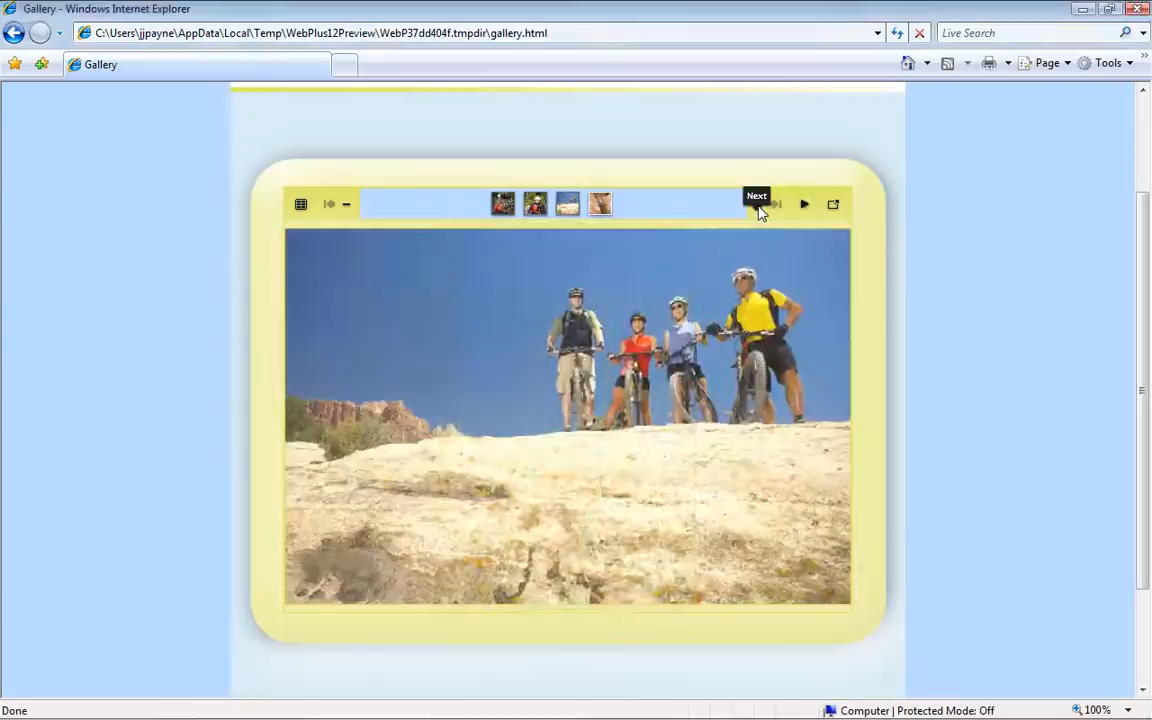 Gallery - Windows Internet Explorer
C:\Users\jjpayne\AppData\Local\Temp\WebPlus12Preview\WebP37dd404f.tmpdir\gallery.html
Live Search
Gallery
Page
Tools
Next
Done
Computer | Protected Mode: Off
100%